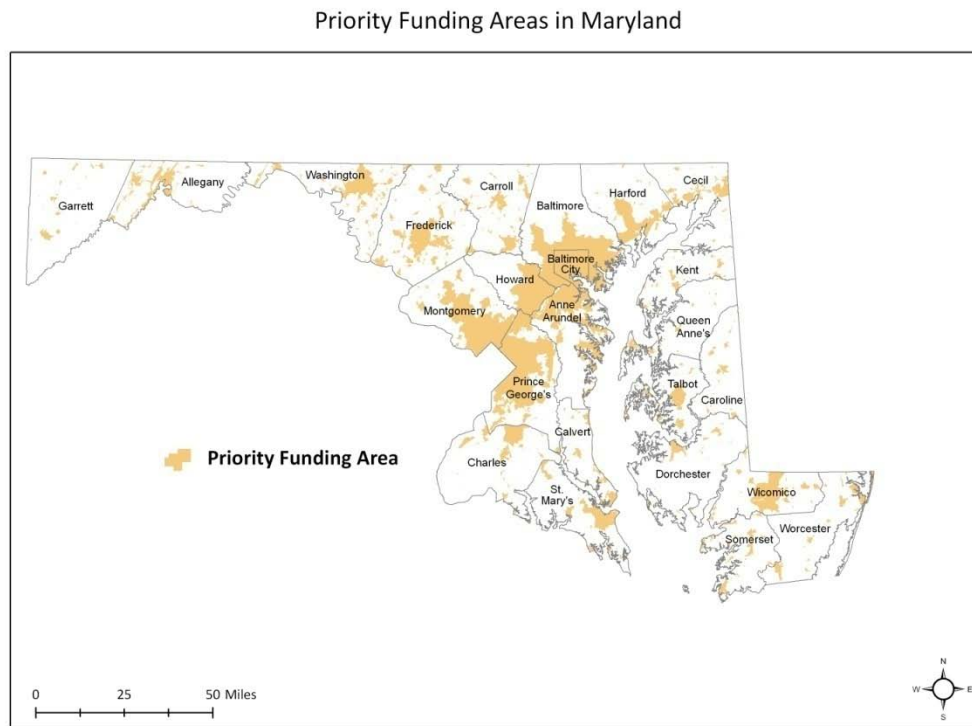 Priority Funding Areas in Maryland
Garrett
Allegany
Washington
Frederick
Carroll
Baltimore
Harford
Cecil
Baltimore
City
Howard
Montgomery
Anne
Arundel
Kent
Queen
Anne's
Prince
George's
Talbot
Caroline
Calvert
Charles
St.
Mary's
Dorchester
Wicomico
Somerset
Worcester
Priority Funding Area
0 25 50 Miles
N
W E
S